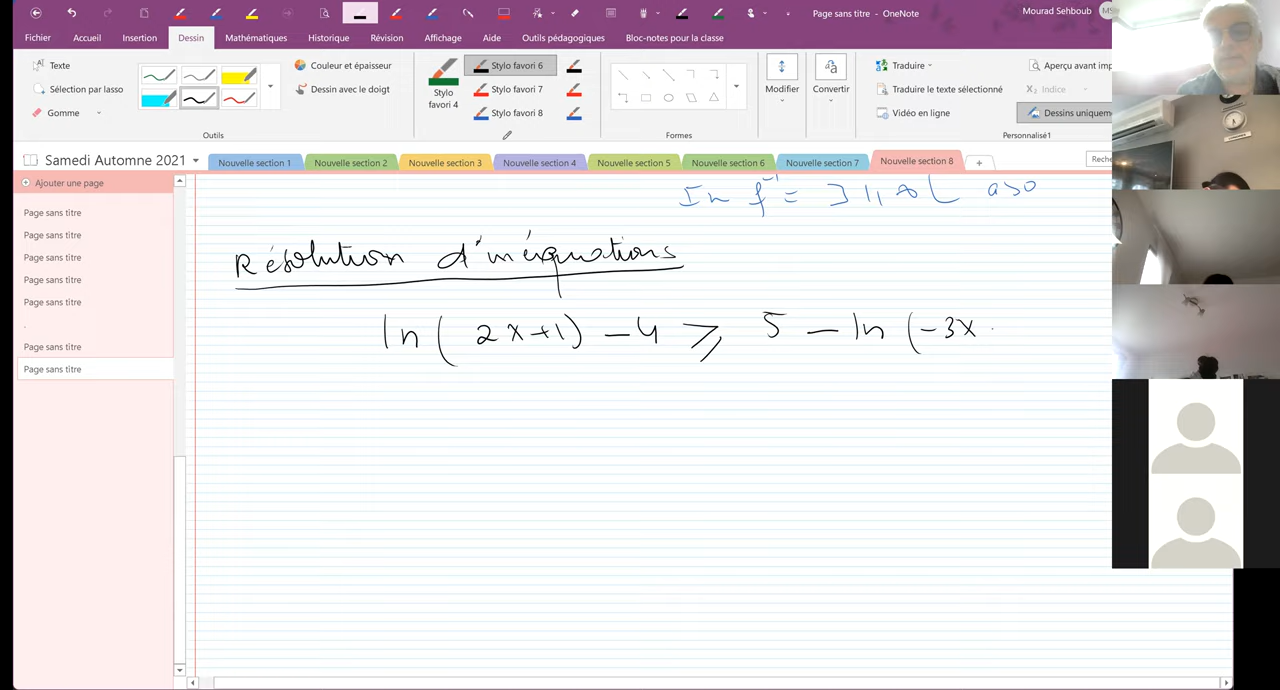 Page sans titre - OneNote
Mourad Sehboub
MS
Fichier Accueil Insertion Dessin Mathématiques Historique Révision Affichage Aide Outils pédagogiques Bloc-notes pour la classe
Texte
Sélection par lasso
Gomme
Outils
Couleur et épaisseur
Dessin avec le doigt
Stylo favori 4
Stylo favori 6
Stylo favori 7
Stylo favori 8
Formes
Modifier
Convertir
Traduire
Traduire le texte sélectionné
Vidéo en ligne
Aperçu avant imp
Indice
Dessins uniqueme
Personnalisé1
Samedi Automne 2021
Nouvelle section 1 Nouvelle section 2 Nouvelle section 3 Nouvelle section 4 Nouvelle section 5 Nouvelle section 6 Nouvelle section 7 Nouvelle section 8
Reche
Ajouter une page
Page sans titre
Page sans titre
Page sans titre
Page sans titre
Page sans titre
.
Page sans titre
Page sans titre
Résolution d'inéquations
ln(2x+1) - 4 ⩾ 5 - ln(-3x